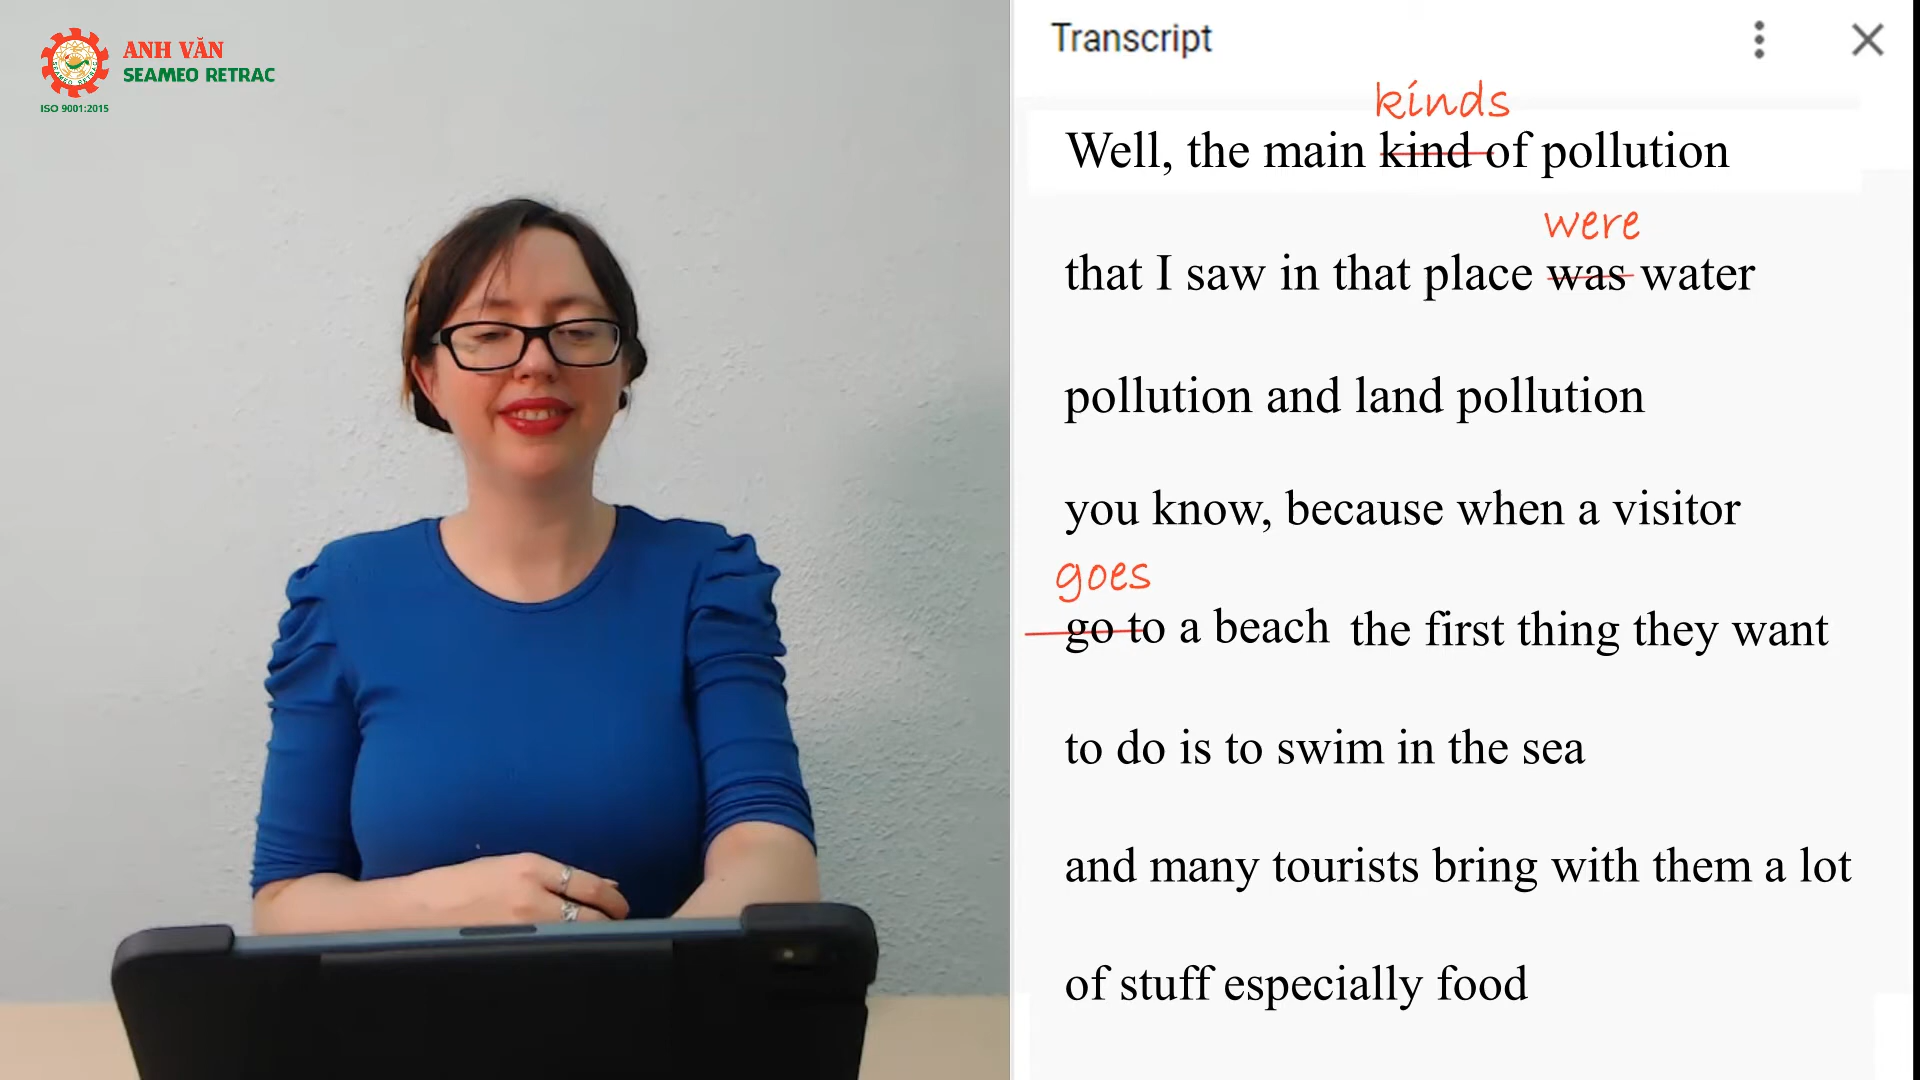 ANH VĂN
SEAMEO RETRAC
ISO 9001:2015
Transcript
kinds
Well, the main kind of pollution
were
that I saw in that place was water
pollution and land pollution
you know, because when a visitor
goes
go to a beach the first thing they want
to do is to swim in the sea
and many tourists bring with them a lot
of stuff especially food